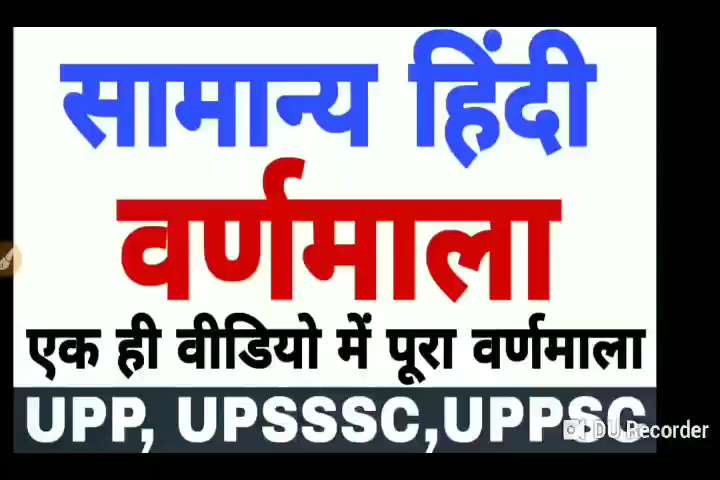 सामान्य हिंदी
वर्णमाला
एक ही वीडियो में पूरा वर्णमाला
UPP, UPSSSC,UPPSC
DU Recorder